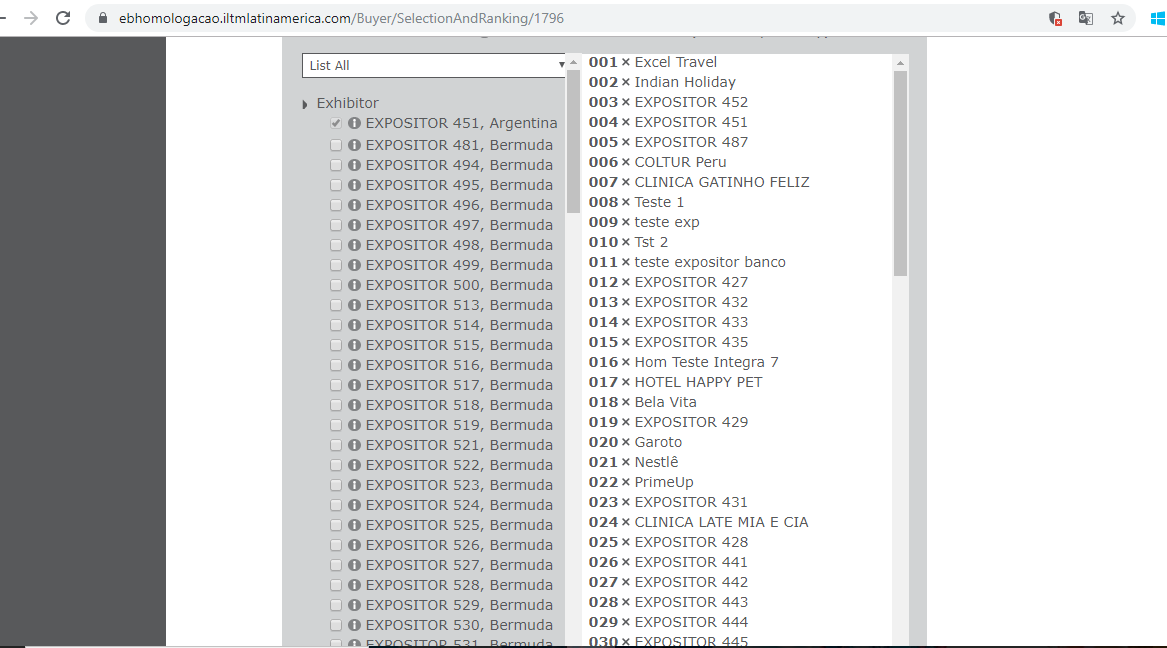 ebhomologacao.iltmlatinamerica.com/Buyer/SelectionAndRanking/1796
List All
Exhibitor
EXPOSITOR 451, Argentina
EXPOSITOR 481, Bermuda
EXPOSITOR 494, Bermuda
EXPOSITOR 495, Bermuda
EXPOSITOR 496, Bermuda
EXPOSITOR 497, Bermuda
EXPOSITOR 498, Bermuda
EXPOSITOR 499, Bermuda
EXPOSITOR 500, Bermuda
EXPOSITOR 513, Bermuda
EXPOSITOR 514, Bermuda
EXPOSITOR 515, Bermuda
EXPOSITOR 516, Bermuda
EXPOSITOR 517, Bermuda
EXPOSITOR 518, Bermuda
EXPOSITOR 519, Bermuda
EXPOSITOR 521, Bermuda
EXPOSITOR 522, Bermuda
EXPOSITOR 523, Bermuda
EXPOSITOR 524, Bermuda
EXPOSITOR 525, Bermuda
EXPOSITOR 526, Bermuda
EXPOSITOR 527, Bermuda
EXPOSITOR 528, Bermuda
EXPOSITOR 529, Bermuda
EXPOSITOR 530, Bermuda
EXPOSITOR 531, Bermuda
001 × Excel Travel
002 × Indian Holiday
003 × EXPOSITOR 452
004 × EXPOSITOR 451
005 × EXPOSITOR 487
006 × COLTUR Peru
007 × CLINICA GATINHO FELIZ
008 × Teste 1
009 × teste exp
010 × Tst 2
011 × teste expositor banco
012 × EXPOSITOR 427
013 × EXPOSITOR 432
014 × EXPOSITOR 433
015 × EXPOSITOR 435
016 × Hom Teste Integra 7
017 × HOTEL HAPPY PET
018 × Bela Vita
019 × EXPOSITOR 429
020 × Garoto
021 × Nestlê
022 × PrimeUp
023 × EXPOSITOR 431
024 × CLINICA LATE MIA E CIA
025 × EXPOSITOR 428
026 × EXPOSITOR 441
027 × EXPOSITOR 442
028 × EXPOSITOR 443
029 × EXPOSITOR 444
030 × EXPOSITOR 445